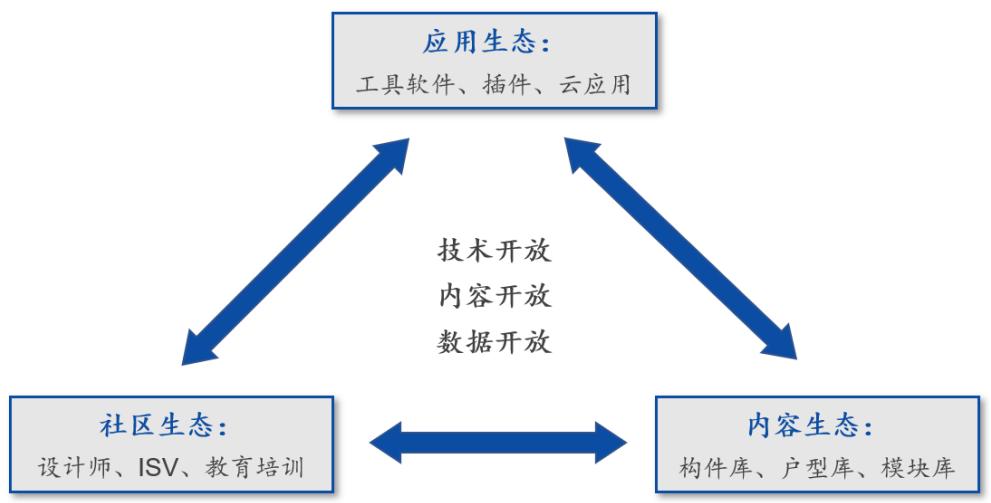 应用生态：
工具软件、插件、云应用
技术开放
内容开放
数据开放
社区生态：
设计师、ISV、教育培训
内容生态：
构件库、户型库、模块库